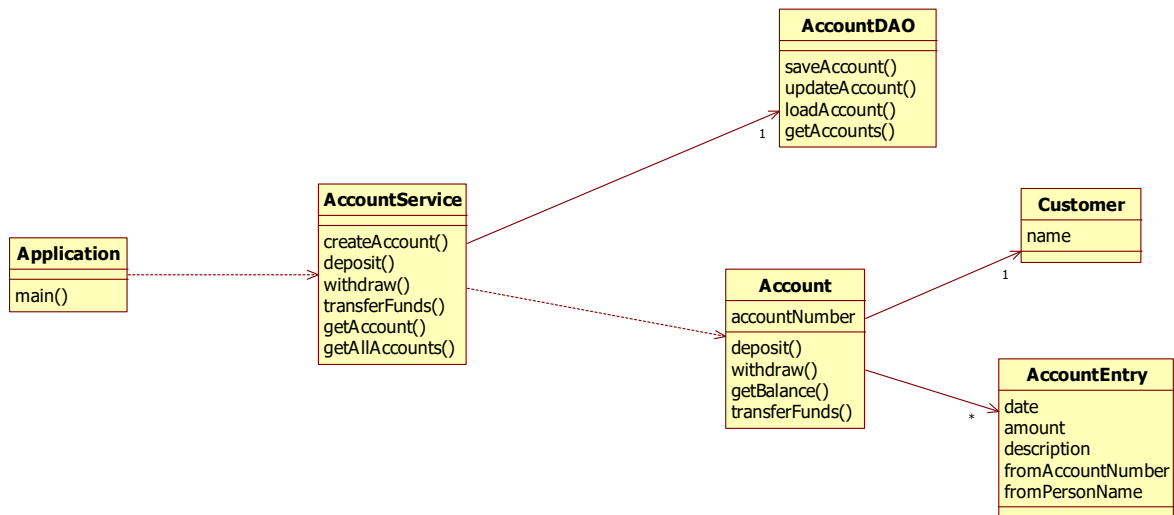 AccountDAO
saveAccount()
updateAccount()
loadAccount()
getAccounts()
1
AccountService
createAccount()
deposit()
withdraw()
transferFunds()
getAccount()
getAllAccounts()
Application
main()
Customer
name
1
Account
accountNumber
deposit()
withdraw()
getBalance()
transferFunds()
*
AccountEntry
date
amount
description
fromAccountNumber
fromPersonName